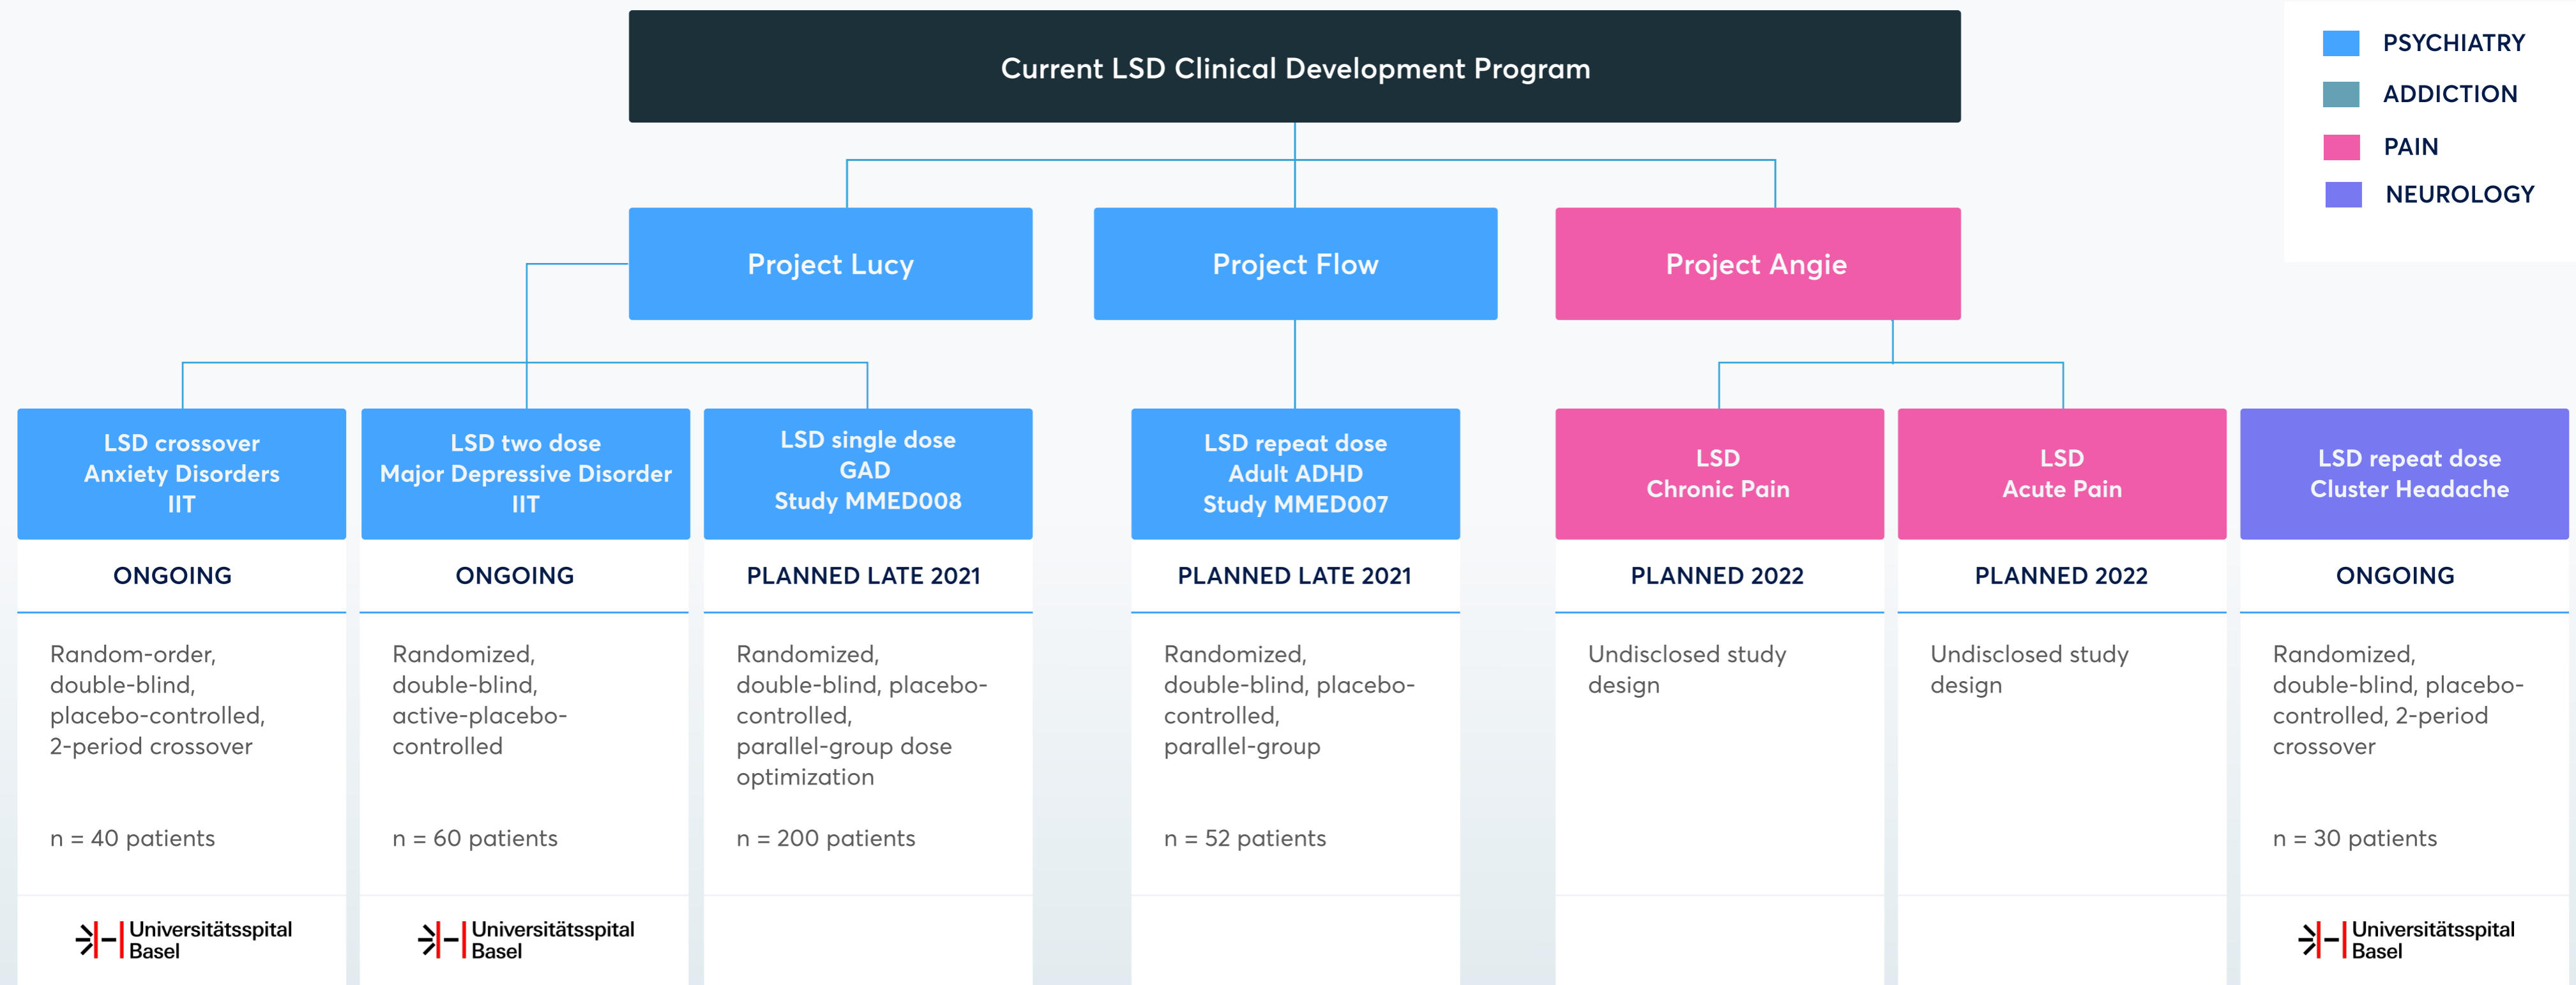 Current LSD Clinical Development Program
PSYCHIATRY
ADDICTION
PAIN
NEUROLOGY
Project Lucy
Project Flow
Project Angie
LSD crossover
Anxiety Disorders
IIT
ONGOING
Random-order,
double-blind,
placebo-controlled,
2-period crossover
n = 40 patients
Universitätsspital
Basel
LSD two dose
Major Depressive Disorder
IIT
ONGOING
Randomized,
double-blind,
active-placebo-
controlled
n = 60 patients
Universitätsspital
Basel
LSD single dose
GAD
Study MMED008
PLANNED LATE 2021
Randomized,
double-blind, placebo-
controlled,
parallel-group dose
optimization
n = 200 patients
LSD repeat dose
Adult ADHD
Study MMED007
PLANNED LATE 2021
Randomized,
double-blind, placebo-
controlled,
parallel-group
n = 52 patients
LSD
Chronic Pain
PLANNED 2022
Undisclosed study
design
LSD
Acute Pain
PLANNED 2022
Undisclosed study
design
LSD repeat dose
Cluster Headache
ONGOING
Randomized,
double-blind, placebo-
controlled, 2-period
crossover
n = 30 patients
Universitätsspital
Basel